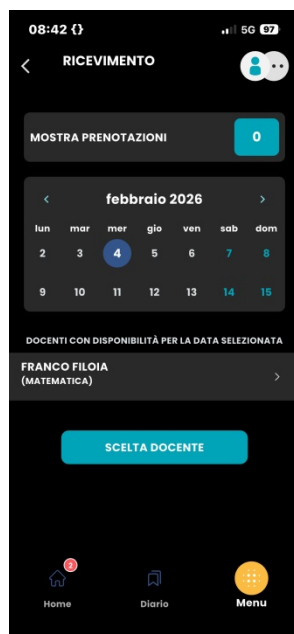 08:42 {} 5G 97
RICEVIMENTO
MOSTRA PRENOTAZIONI 0
febbraio 2026
lun mar mer gio ven sab dom
2 3 4 5 6 7 8
9 10 11 12 13 14 15
DOCENTI CON DISPONIBILITÀ PER LA DATA SELEZIONATA
FRANCO FILOIA
(MATEMATICA)
SCELTA DOCENTE
2
Home Diario Menu